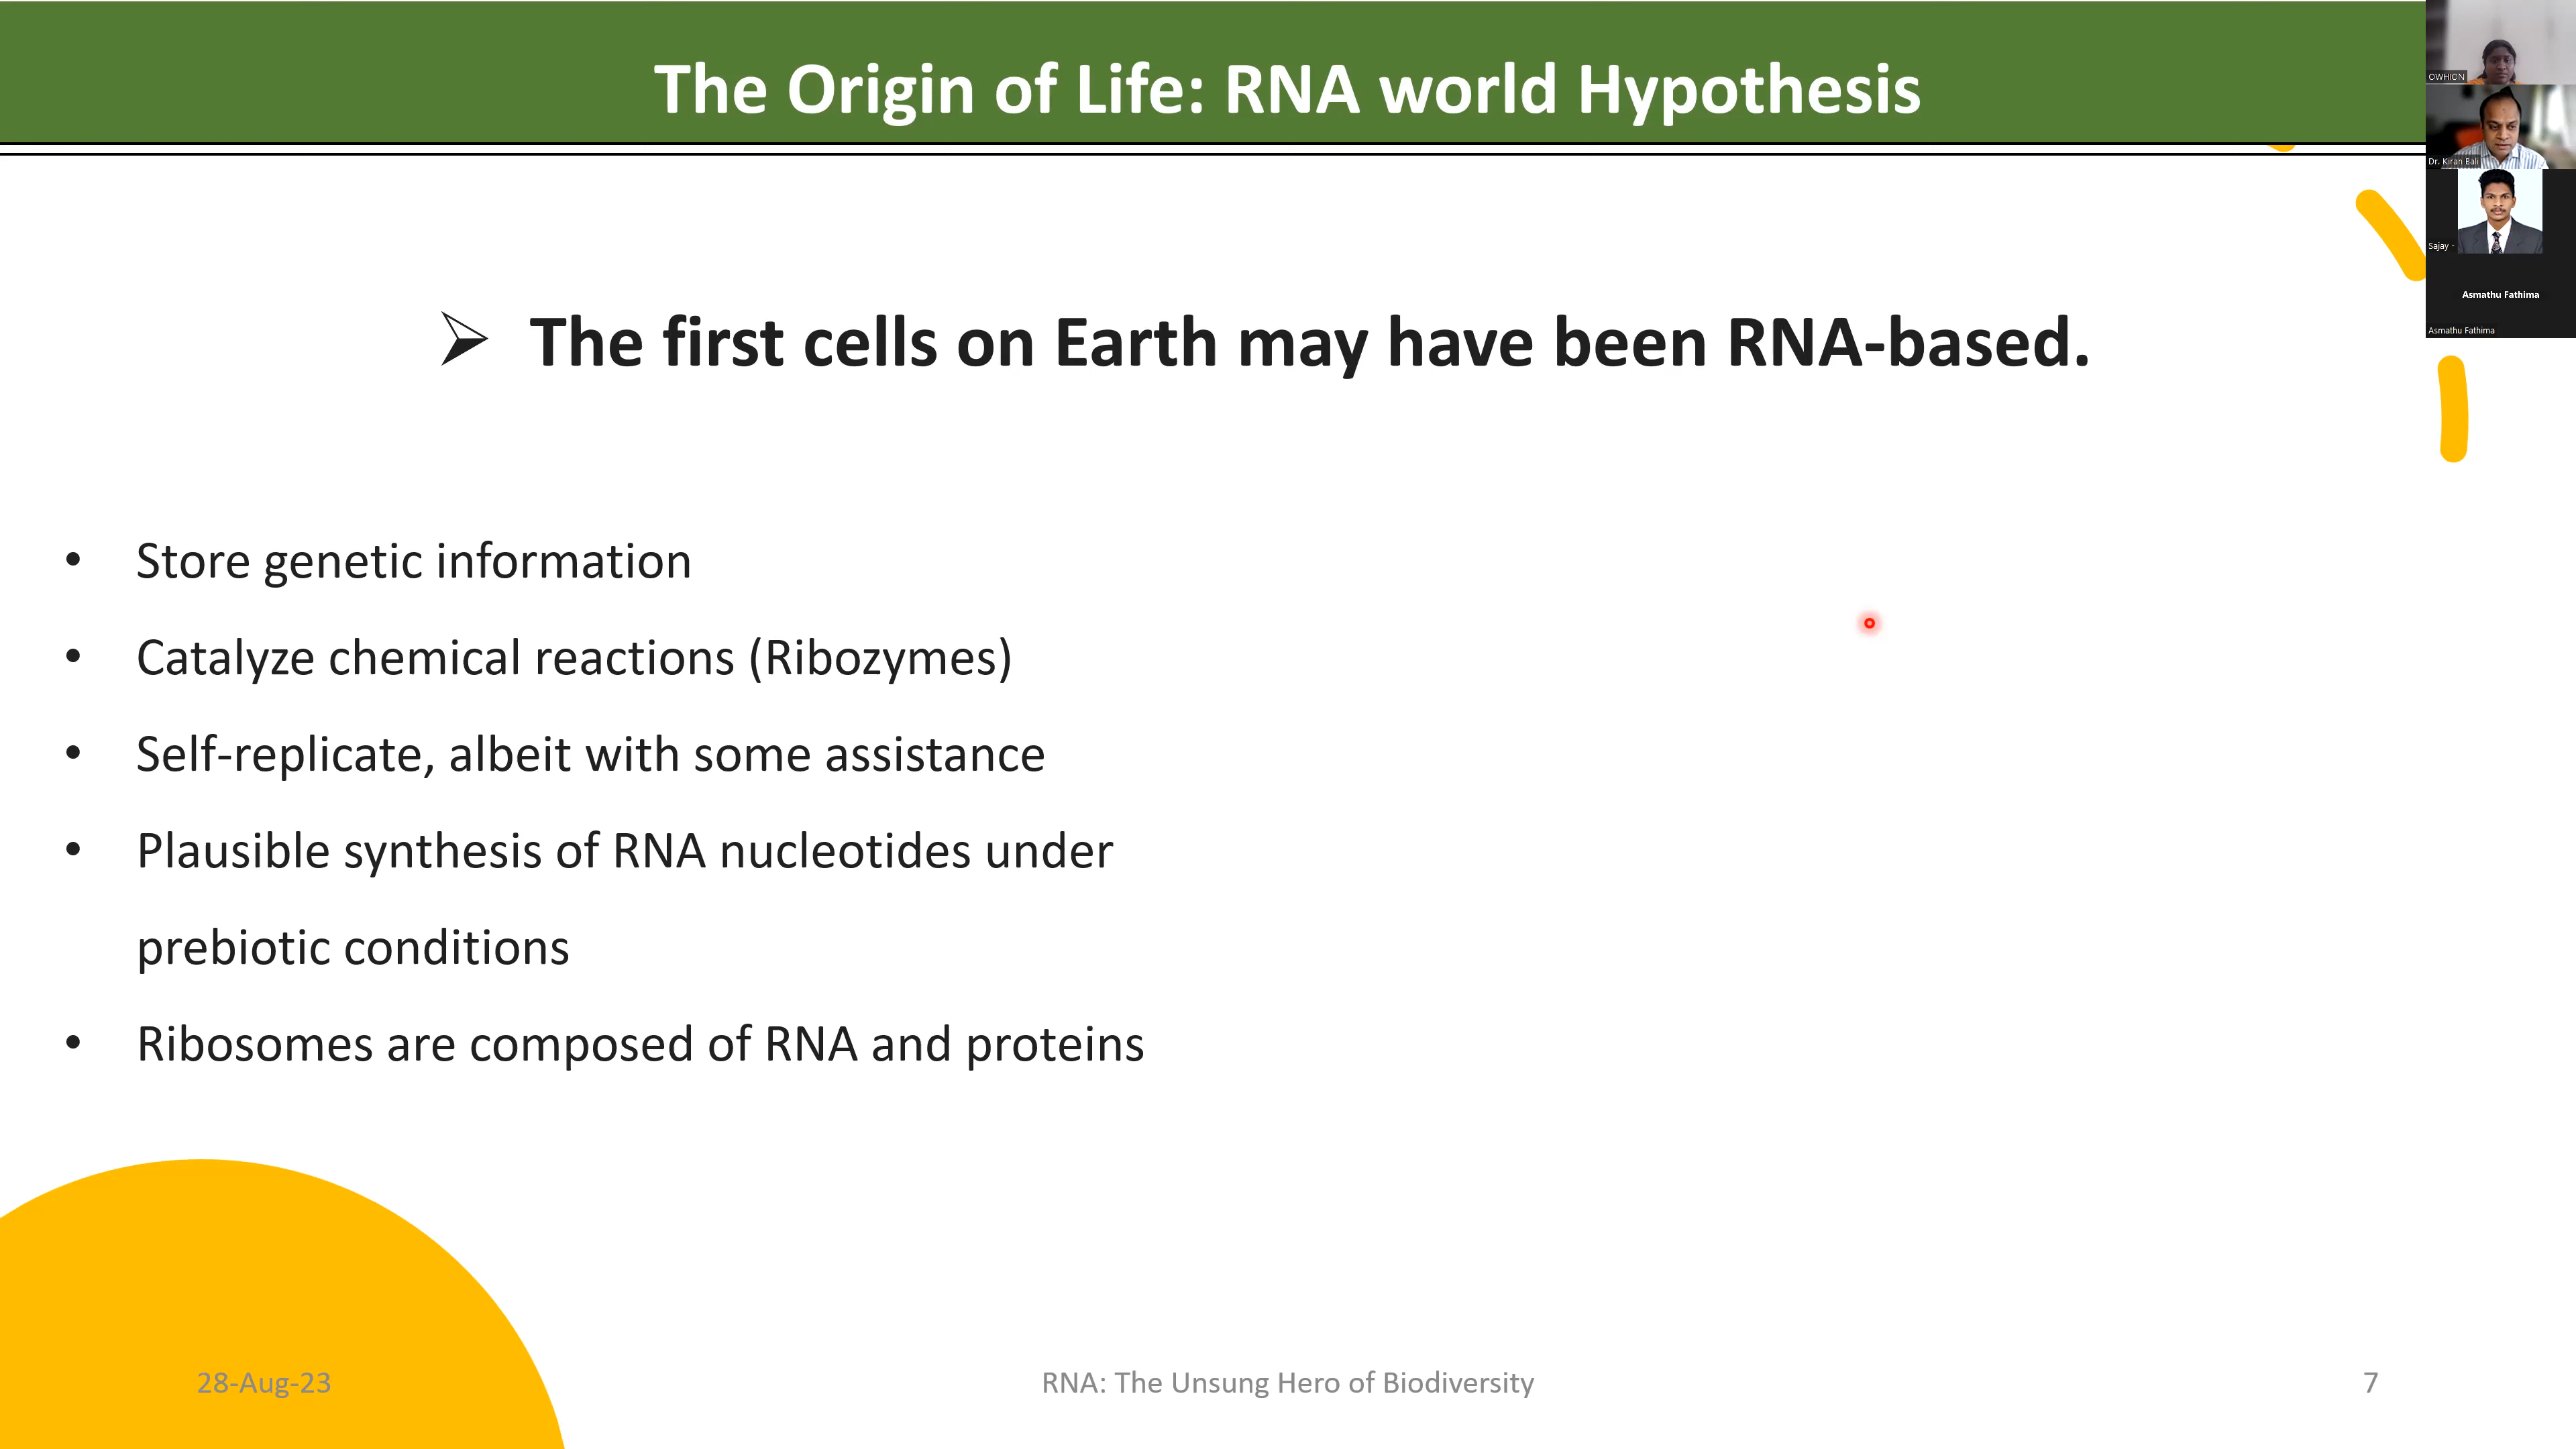 The Origin of Life: RNA world Hypothesis
OWHION
Dr. Kiran Bali
Sajay -
Asmathu Fathima
Asmathu Fathima
➢ The first cells on Earth may have been RNA-based.
• Store genetic information
• Catalyze chemical reactions (Ribozymes)
• Self-replicate, albeit with some assistance
• Plausible synthesis of RNA nucleotides under
prebiotic conditions
• Ribosomes are composed of RNA and proteins
28-Aug-23
RNA: The Unsung Hero of Biodiversity
7